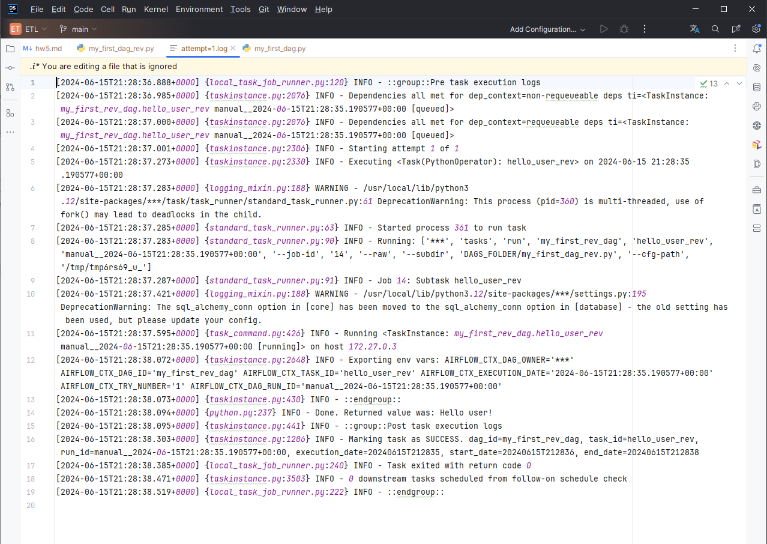 DS File Edit Code Cell Run Kernel Environment Tools Git Window Help
ET ETL main Add Configuration...
hw5.md my_first_dag_rev.py attempt=1.log my_first_dag.py
.i* You are editing a file that is ignored
13
1 [2024-06-15T21:28:36.888+0000] {local_task_job_runner.py:120} INFO - ::group::Pre task execution logs
2 [2024-06-15T21:28:36.985+0000] {taskinstance.py:2076} INFO - Dependencies all met for dep_context=non-requeueable deps ti=<TaskInstance:
my_first_rev_dag.hello_user_rev manual__2024-06-15T21:28:35.190577+00:00 [queued]>
3 [2024-06-15T21:28:37.000+0000] {taskinstance.py:2076} INFO - Dependencies all met for dep_context=requeueable deps ti=<TaskInstance:
my_first_rev_dag.hello_user_rev manual__2024-06-15T21:28:35.190577+00:00 [queued]>
4 [2024-06-15T21:28:37.001+0000] {taskinstance.py:2306} INFO - Starting attempt 1 of 1
5 [2024-06-15T21:28:37.273+0000] {taskinstance.py:2330} INFO - Executing <Task(PythonOperator): hello_user_rev> on 2024-06-15 21:28:35
.190577+00:00
6 [2024-06-15T21:28:37.283+0000] {logging_mixin.py:188} WARNING - /usr/local/lib/python3
.12/site-packages/***/task/task_runner/standard_task_runner.py:61 DeprecationWarning: This process (pid=360) is multi-threaded, use of
fork() may lead to deadlocks in the child.
7 [2024-06-15T21:28:37.285+0000] {standard_task_runner.py:63} INFO - Started process 361 to run task
8 [2024-06-15T21:28:37.283+0000] {standard_task_runner.py:90} INFO - Running: ['***', 'tasks', 'run', 'my_first_rev_dag', 'hello_user_rev',
'manual__2024-06-15T21:28:35.190577+00:00', '--job-id', '14', '--raw', '--subdir', 'DAGS_FOLDER/my_first_dag_rev.py', '--cfg-path',
'/tmp/tmp6rs69_u_']
9 [2024-06-15T21:28:37.287+0000] {standard_task_runner.py:91} INFO - Job 14: Subtask hello_user_rev
10 [2024-06-15T21:28:37.421+0000] {logging_mixin.py:188} WARNING - /usr/local/lib/python3.12/site-packages/***/settings.py:195
DeprecationWarning: The sql_alchemy_conn option in [core] has been moved to the sql_alchemy_conn option in [database] - the old setting has
been used, but please update your config.
11 [2024-06-15T21:28:37.595+0000] {task_command.py:426} INFO - Running <TaskInstance: my_first_rev_dag.hello_user_rev
manual__2024-06-15T21:28:35.190577+00:00 [running]> on host 172.27.0.3
12 [2024-06-15T21:28:38.072+0000] {taskinstance.py:2648} INFO - Exporting env vars: AIRFLOW_CTX_DAG_OWNER='***'
AIRFLOW_CTX_DAG_ID='my_first_rev_dag' AIRFLOW_CTX_TASK_ID='hello_user_rev' AIRFLOW_CTX_EXECUTION_DATE='2024-06-15T21:28:35.190577+00:00'
AIRFLOW_CTX_TRY_NUMBER='1' AIRFLOW_CTX_DAG_RUN_ID='manual__2024-06-15T21:28:35.190577+00:00'
13 [2024-06-15T21:28:38.073+0000] {taskinstance.py:430} INFO - ::endgroup::
14 [2024-06-15T21:28:38.094+0000] {python.py:237} INFO - Done. Returned value was: Hello user!
15 [2024-06-15T21:28:38.095+0000] {taskinstance.py:441} INFO - ::group::Post task execution logs
16 [2024-06-15T21:28:38.303+0000] {taskinstance.py:1206} INFO - Marking task as SUCCESS. dag_id=my_first_rev_dag, task_id=hello_user_rev,
run_id=manual__2024-06-15T21:28:35.190577+00:00, execution_date=20240615T212835, start_date=20240615T212836, end_date=20240615T212838
17 [2024-06-15T21:28:38.385+0000] {local_task_job_runner.py:240} INFO - Task exited with return code 0
18 [2024-06-15T21:28:38.471+0000] {taskinstance.py:3503} INFO - 0 downstream tasks scheduled from follow-on schedule check
19 [2024-06-15T21:28:38.519+0000] {local_task_job_runner.py:222} INFO - ::endgroup::
20